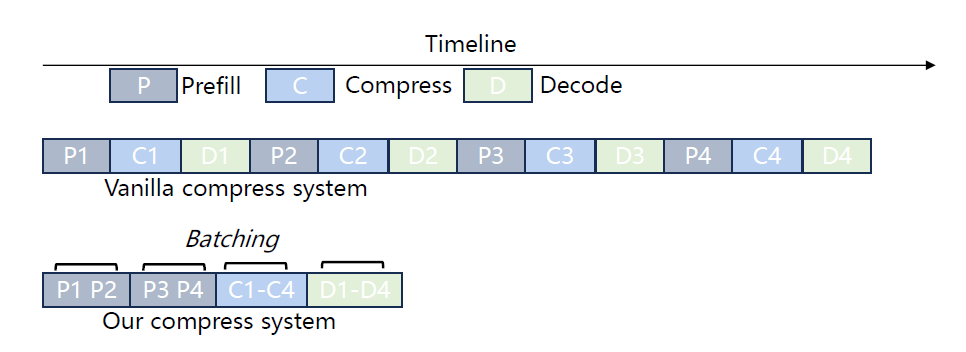 Timeline
P Prefill C Compress D Decode
P1 C1 D1 P2 C2 D2 P3 C3 D3 P4 C4 D4
Vanilla compress system
Batching
P1 P2 P3 P4 C1-C4 D1-D4
Our compress system